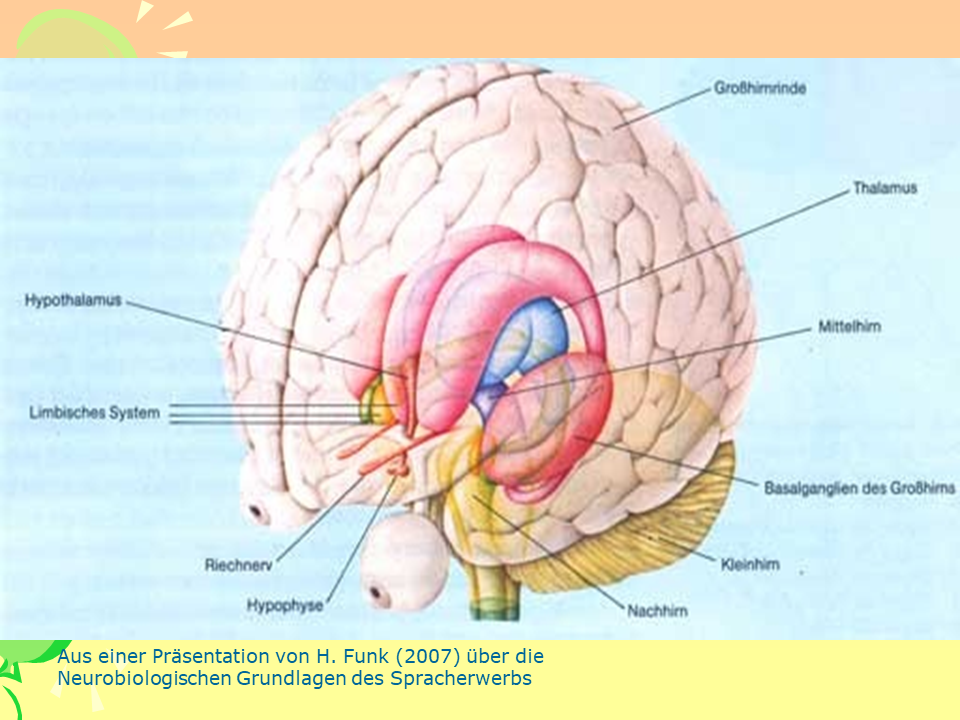 Großhirnrinde
Thalamus
Hypothalamus
Mittelhirn
Limbisches System
Basalganglien des Großhirns
Riechnerv
Kleinhirn
Hypophyse
Nachhirn
Aus einer Präsentation von H. Funk (2007) über die
Neurobiologischen Grundlagen des Spracherwerbs